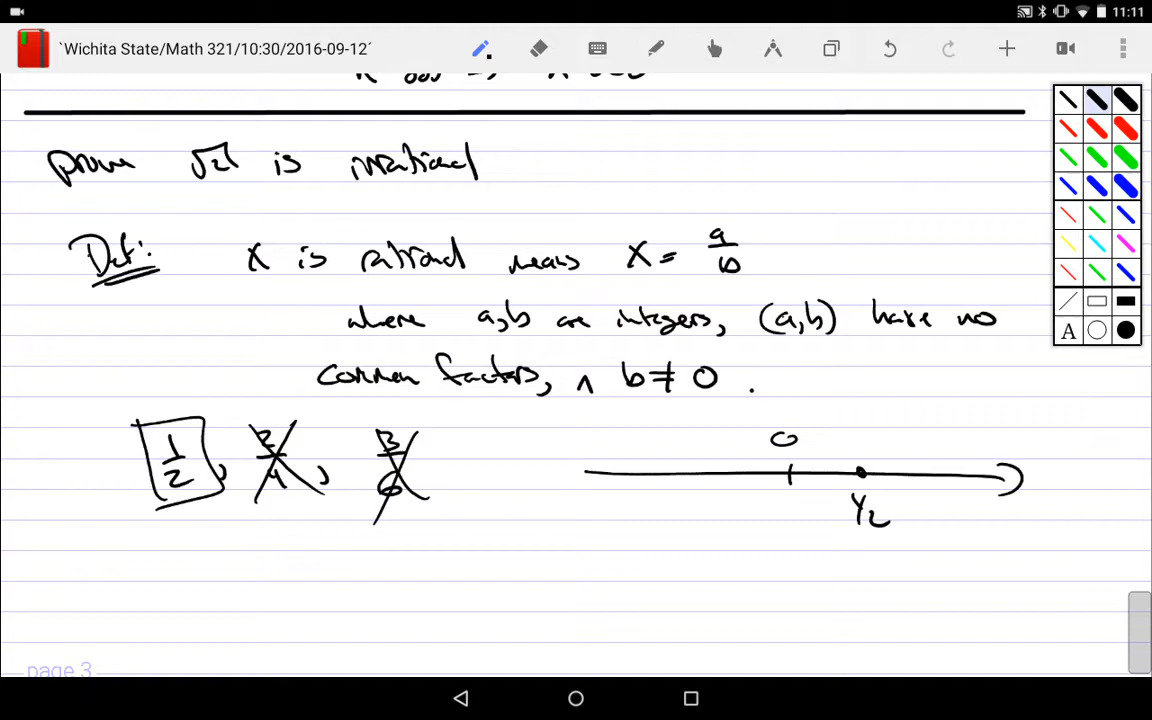 11:11
`Wichita State/Math 321/10:30/2016-09-12´
prove √2 is irrational
Def: x is rational means x = a/b
where a,b are integers, (a,b) have no
common factors, ∧ b ≠ 0 .
1/2, 2/4, 3/6
0
1/2
A
page 3